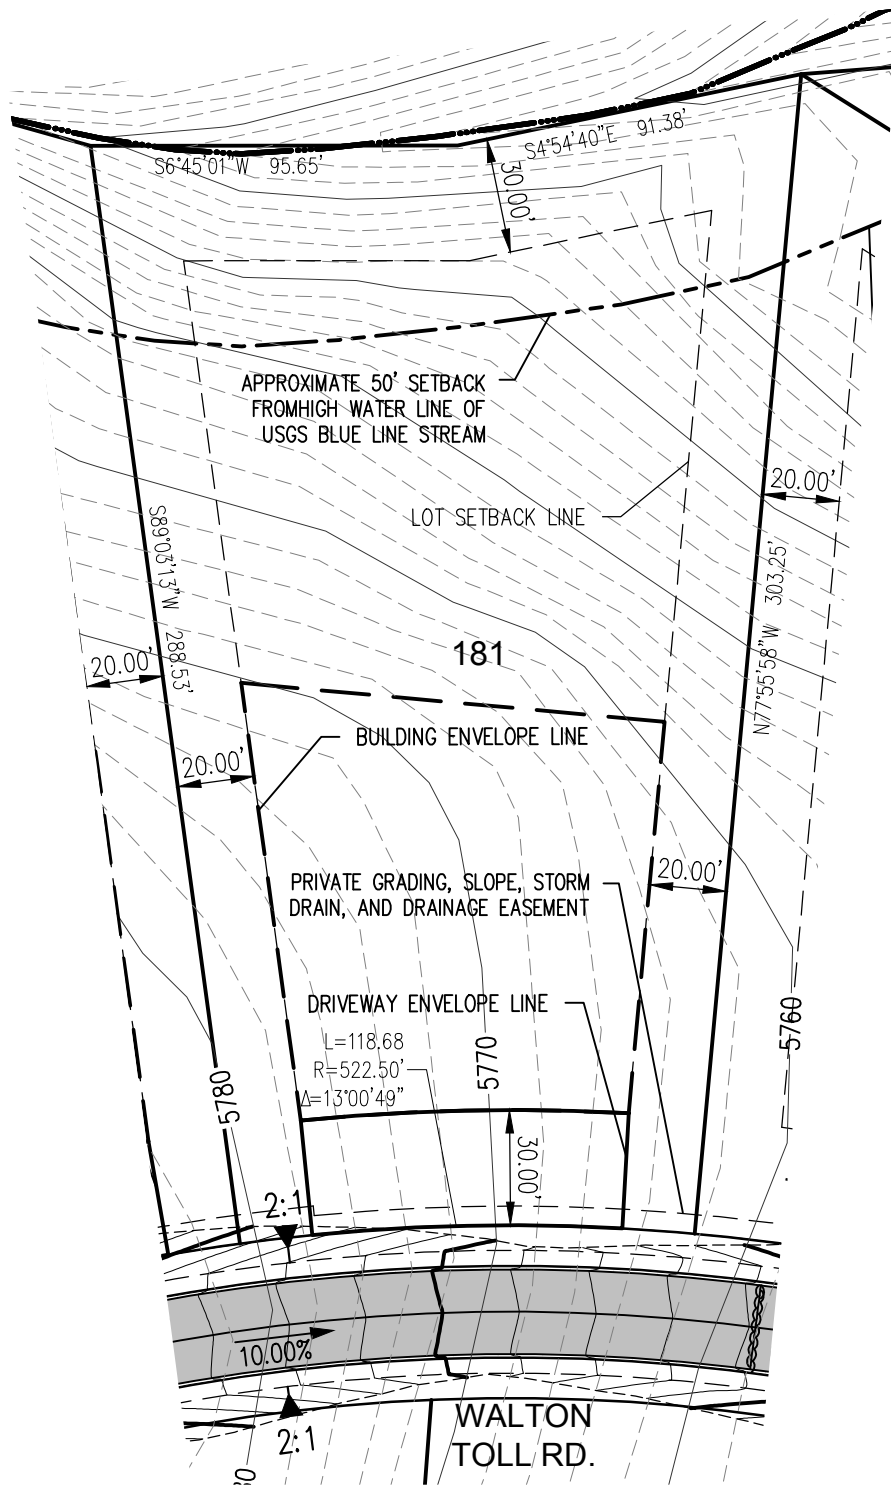 S6°45'01"W 95.65'
S4°54'40"E 91.38'
30.00'
APPROXIMATE 50' SETBACK
FROMHIGH WATER LINE OF
USGS BLUE LINE STREAM
20.00'
LOT SETBACK LINE
S89°03'13"W 288.53'
N77°55'58"W 303.25'
181
20.00'
BUILDING ENVELOPE LINE
20.00'
20.00'
PRIVATE GRADING, SLOPE, STORM
DRAIN, AND DRAINAGE EASEMENT
DRIVEWAY ENVELOPE LINE
L=118.68
R=522.50'
Δ=13°00'49"
5780
5770
5760
30.00'
2:1
10.00%
2:1
WALTON
TOLL RD.